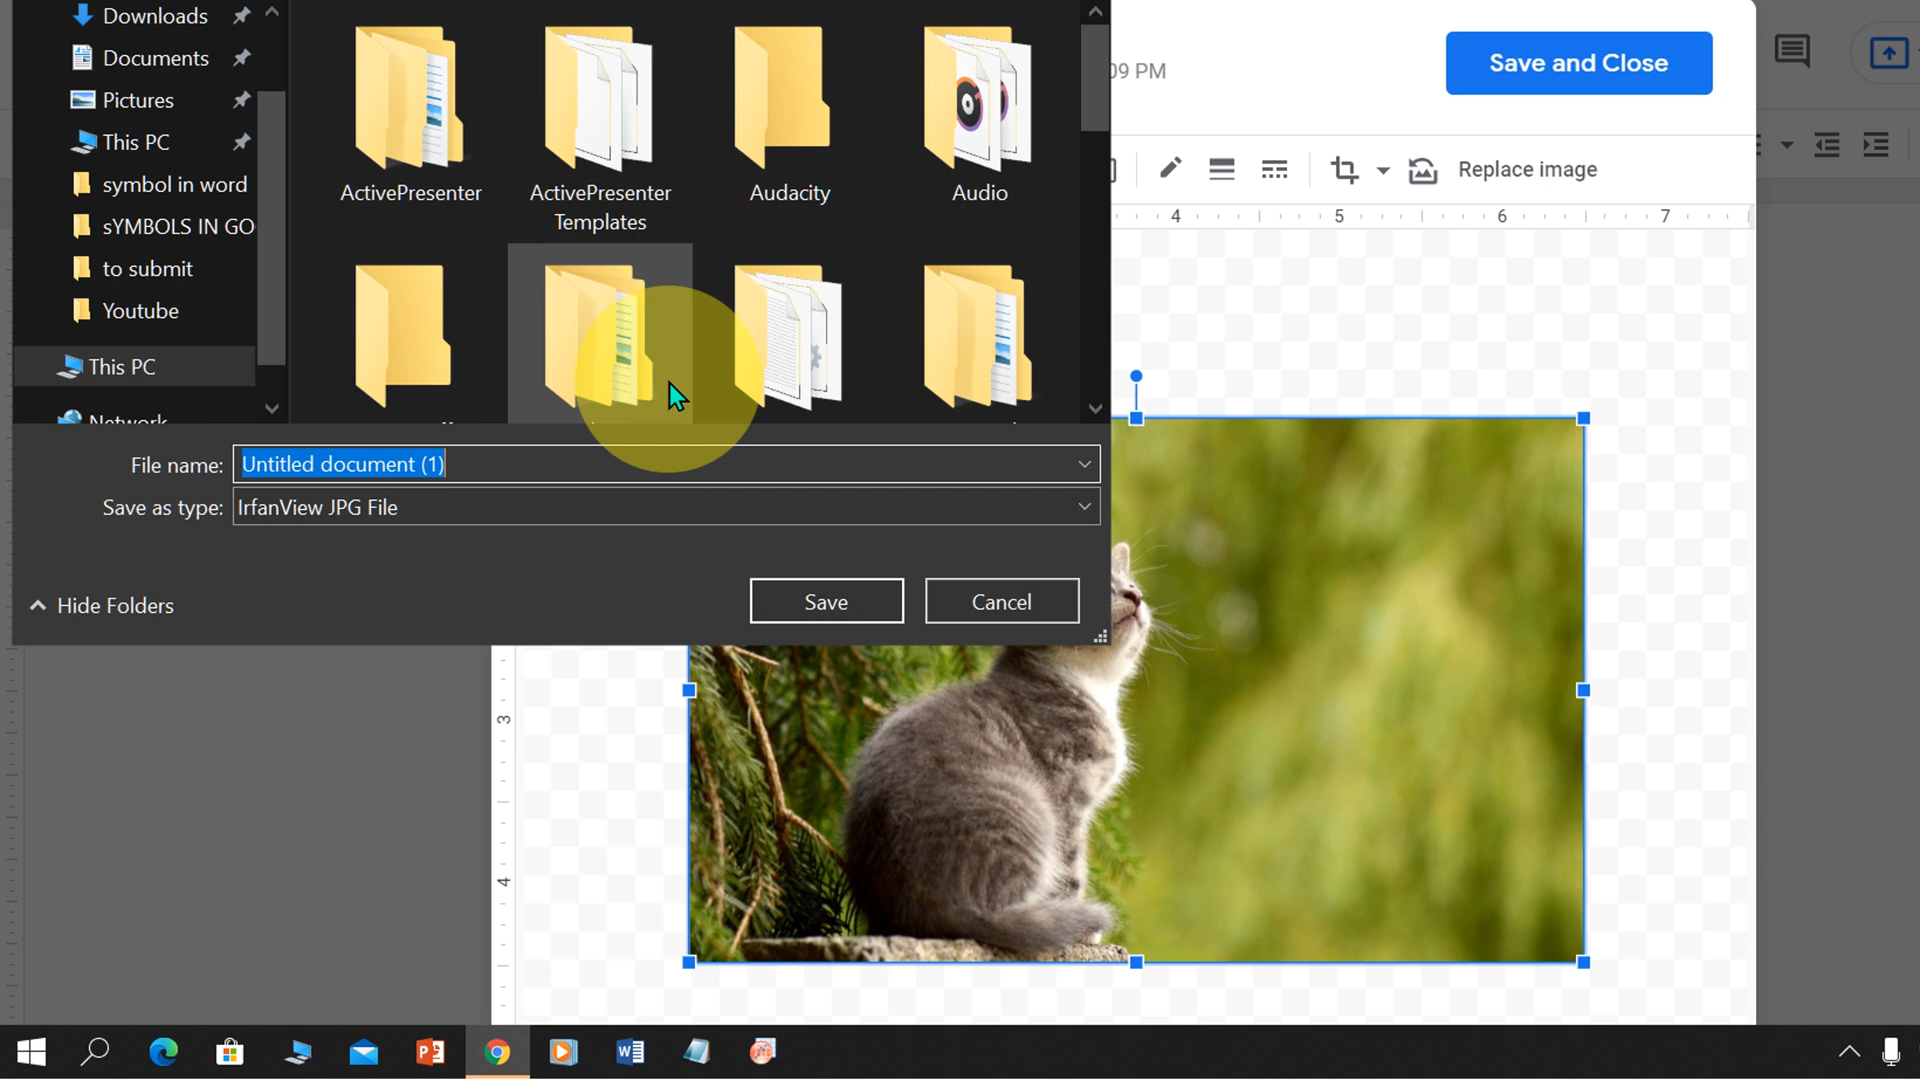 Downloads
Documents
Pictures
This PC
symbol in word
sYMBOLS IN GO
to submit
Youtube
This PC
Network
ActivePresenter
ActivePresenter
Templates
Audacity
Audio
File name: Untitled document (1)
Save as type: IrfanView JPG File
Hide Folders
Save
Cancel
09 PM
Save and Close
Replace image
4 5 6 7
3
4